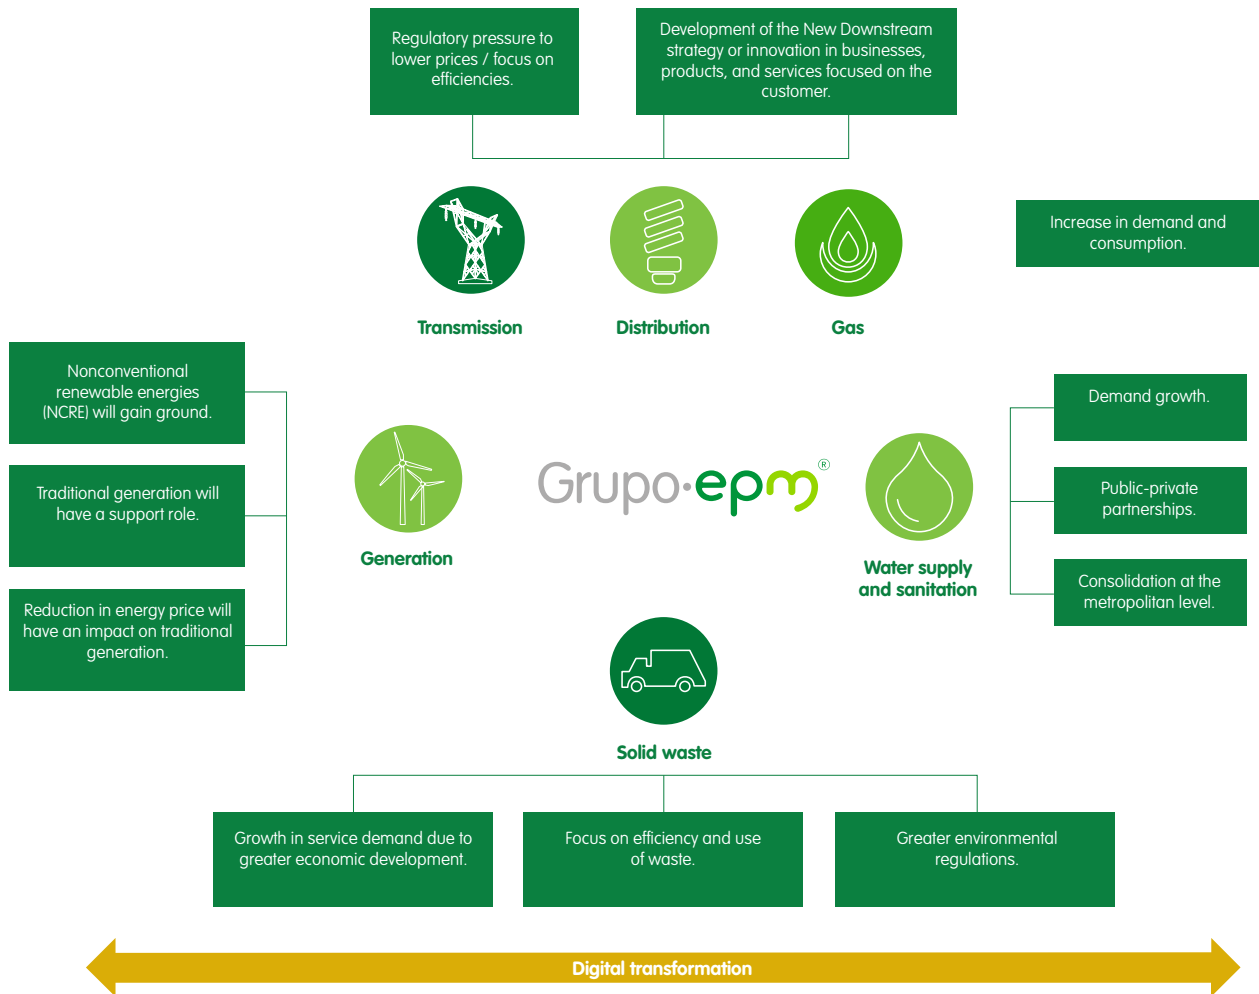 Regulatory pressure to
lower prices / focus on
efficiencies.
Development of the New Downstream
strategy or innovation in businesses,
products, and services focused on the
customer.
Increase in demand and
consumption.
Transmission
Distribution
Gas
Nonconventional
renewable energies
(NCRE) will gain ground.
Traditional generation will
have a support role.
Reduction in energy price will
have an impact on traditional
generation.
Generation
Grupo·epm®
Water supply
and sanitation
Demand growth.
Public-private
partnerships.
Consolidation at the
metropolitan level.
Solid waste
Growth in service demand due to
greater economic development.
Focus on efficiency and use
of waste.
Greater environmental
regulations.
Digital transformation